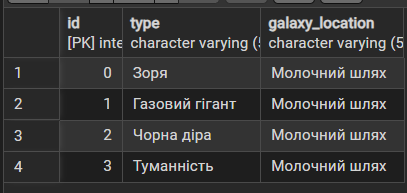 id type galaxy_location
[PK] inte character varying (5 character varying (5
1 0 Зоря Молочний шлях
2 1 Газовий гігант Молочний шлях
3 2 Чорна діра Молочний шлях
4 3 Туманність Молочний шлях